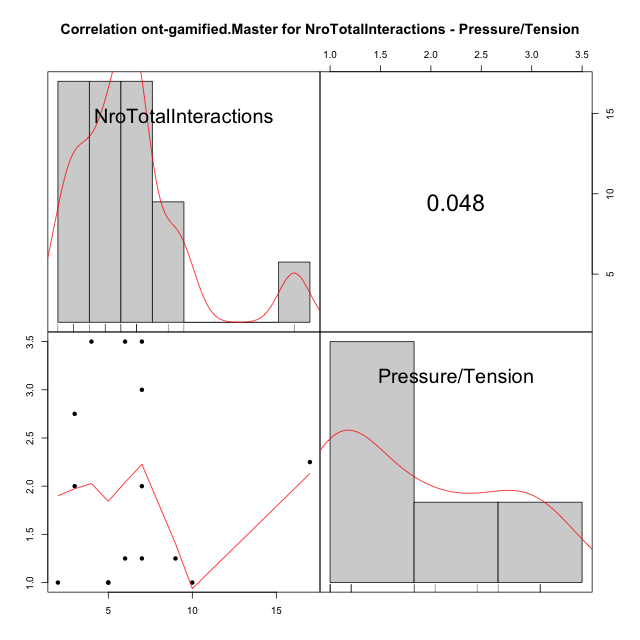 Correlation ont-gamified.Master for NroTotalInteractions - Pressure/Tension
1.0 1.5 2.0 2.5 3.0 3.5
NroTotalInteractions
0.048
15
10
5
3.5
3.0
2.5
2.0
1.5
1.0
Pressure/Tension
5 10 15